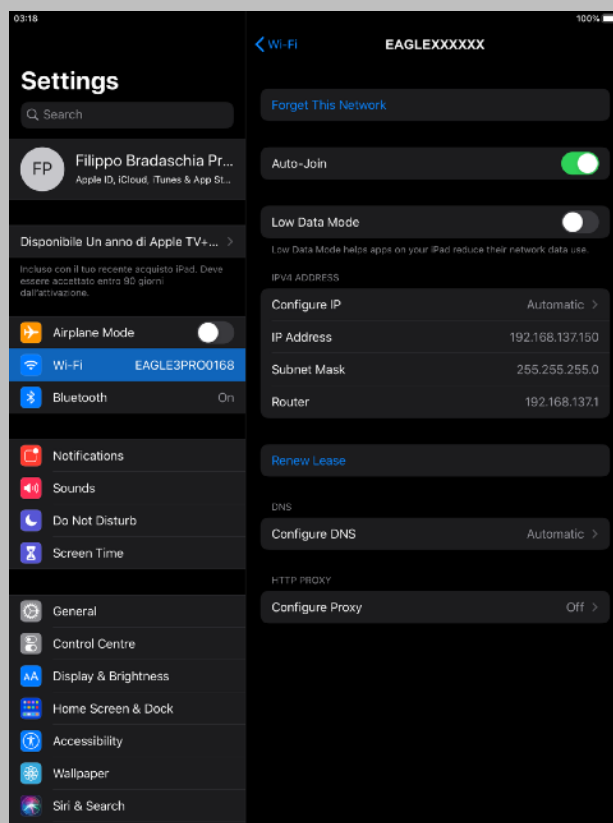 03:18
100%
Settings
Search
FP
Filippo Bradaschia Pr...
Apple ID, iCloud, iTunes & App St...
Disponibile Un anno di Apple TV+...
Incluso con il tuo recente acquisto iPad. Deve
essere accettato entro 90 giorni
dall'attivazione.
Airplane Mode
Wi-Fi EAGLE3PRO0168
Bluetooth On
Notifications
Sounds
Do Not Disturb
Screen Time
General
Control Centre
AA Display & Brightness
Home Screen & Dock
Accessibility
Wallpaper
Siri & Search
Wi-Fi EAGLEXXXXXX
Forget This Network
Auto-Join
Low Data Mode
Low Data Mode helps apps on your iPad reduce their network data use.
IPV4 ADDRESS
Configure IP Automatic
IP Address 192.168.137.150
Subnet Mask 255.255.255.0
Router 192.168.137.1
Renew Lease
DNS
Configure DNS Automatic
HTTP PROXY
Configure Proxy Off